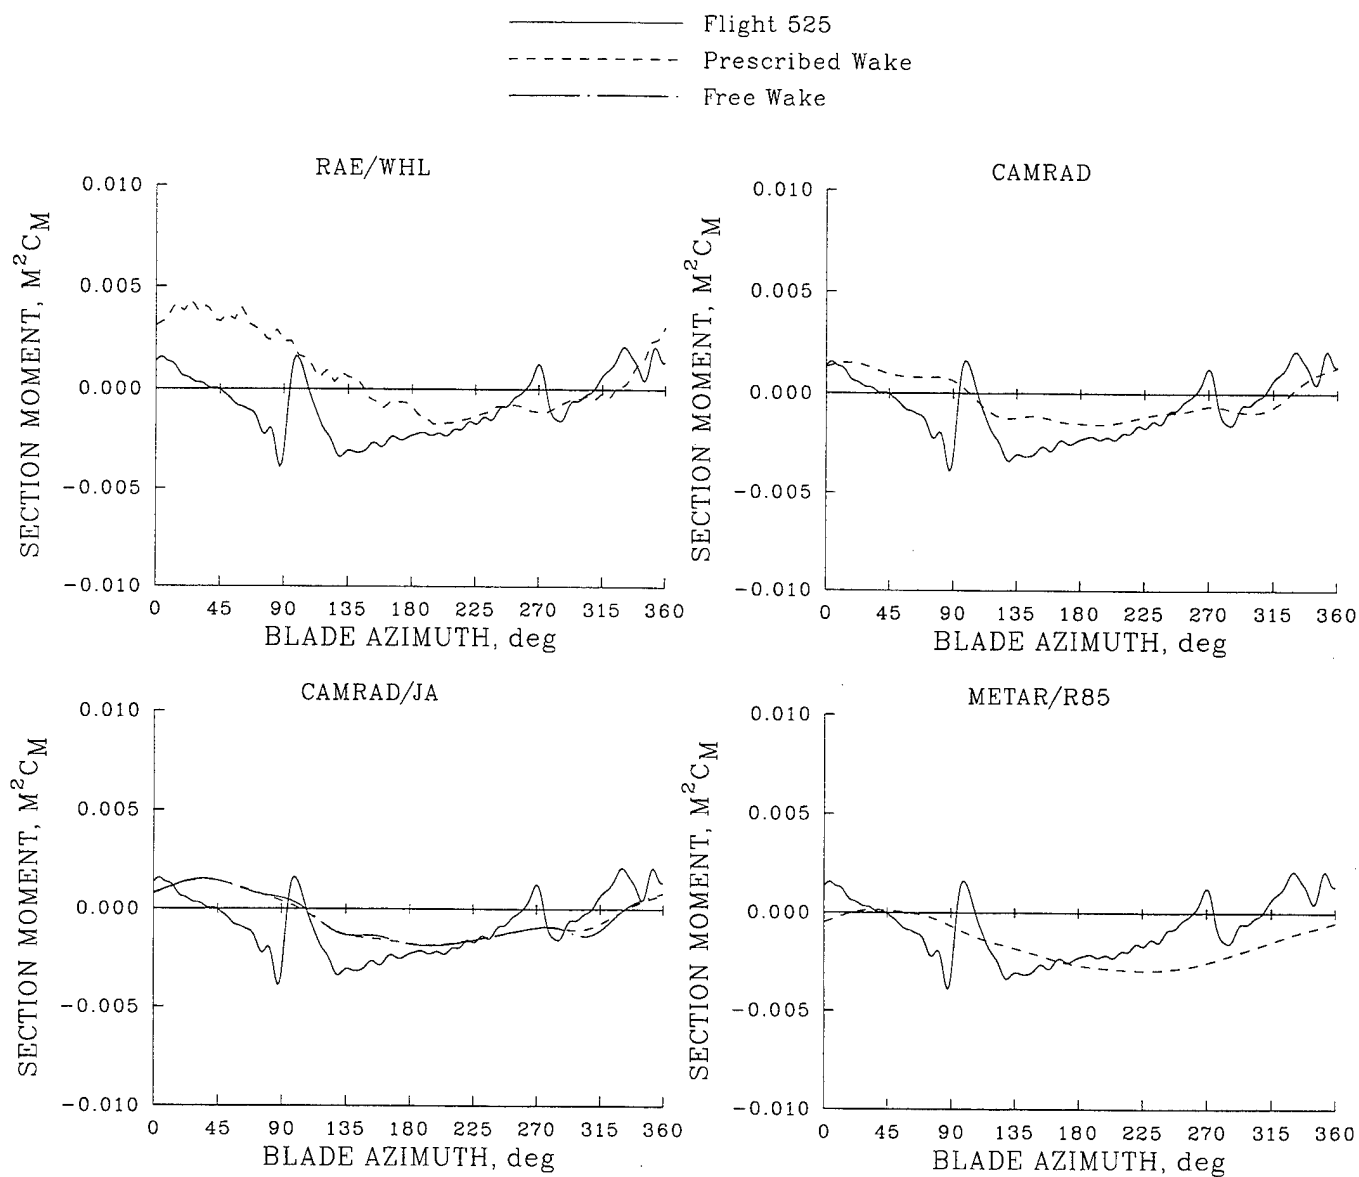 Flight 525
Prescribed Wake
Free Wake
RAE/WHL
0.010
0.005
0.000
−0.005
−0.010
SECTION MOMENT, M²C_M
0 45 90 135 180 225 270 315 360
BLADE AZIMUTH, deg
CAMRAD
0.010
0.005
0.000
−0.005
−0.010
SECTION MOMENT, M²C_M
0 45 90 135 180 225 270 315 360
BLADE AZIMUTH, deg
CAMRAD/JA
0.010
0.005
0.000
−0.005
−0.010
SECTION MOMENT, M²C_M
0 45 90 135 180 225 270 315 360
BLADE AZIMUTH, deg
METAR/R85
0.010
0.005
0.000
−0.005
−0.010
SECTION MOMENT, M²C_M
0 45 90 135 180 225 270 315 360
BLADE AZIMUTH, deg